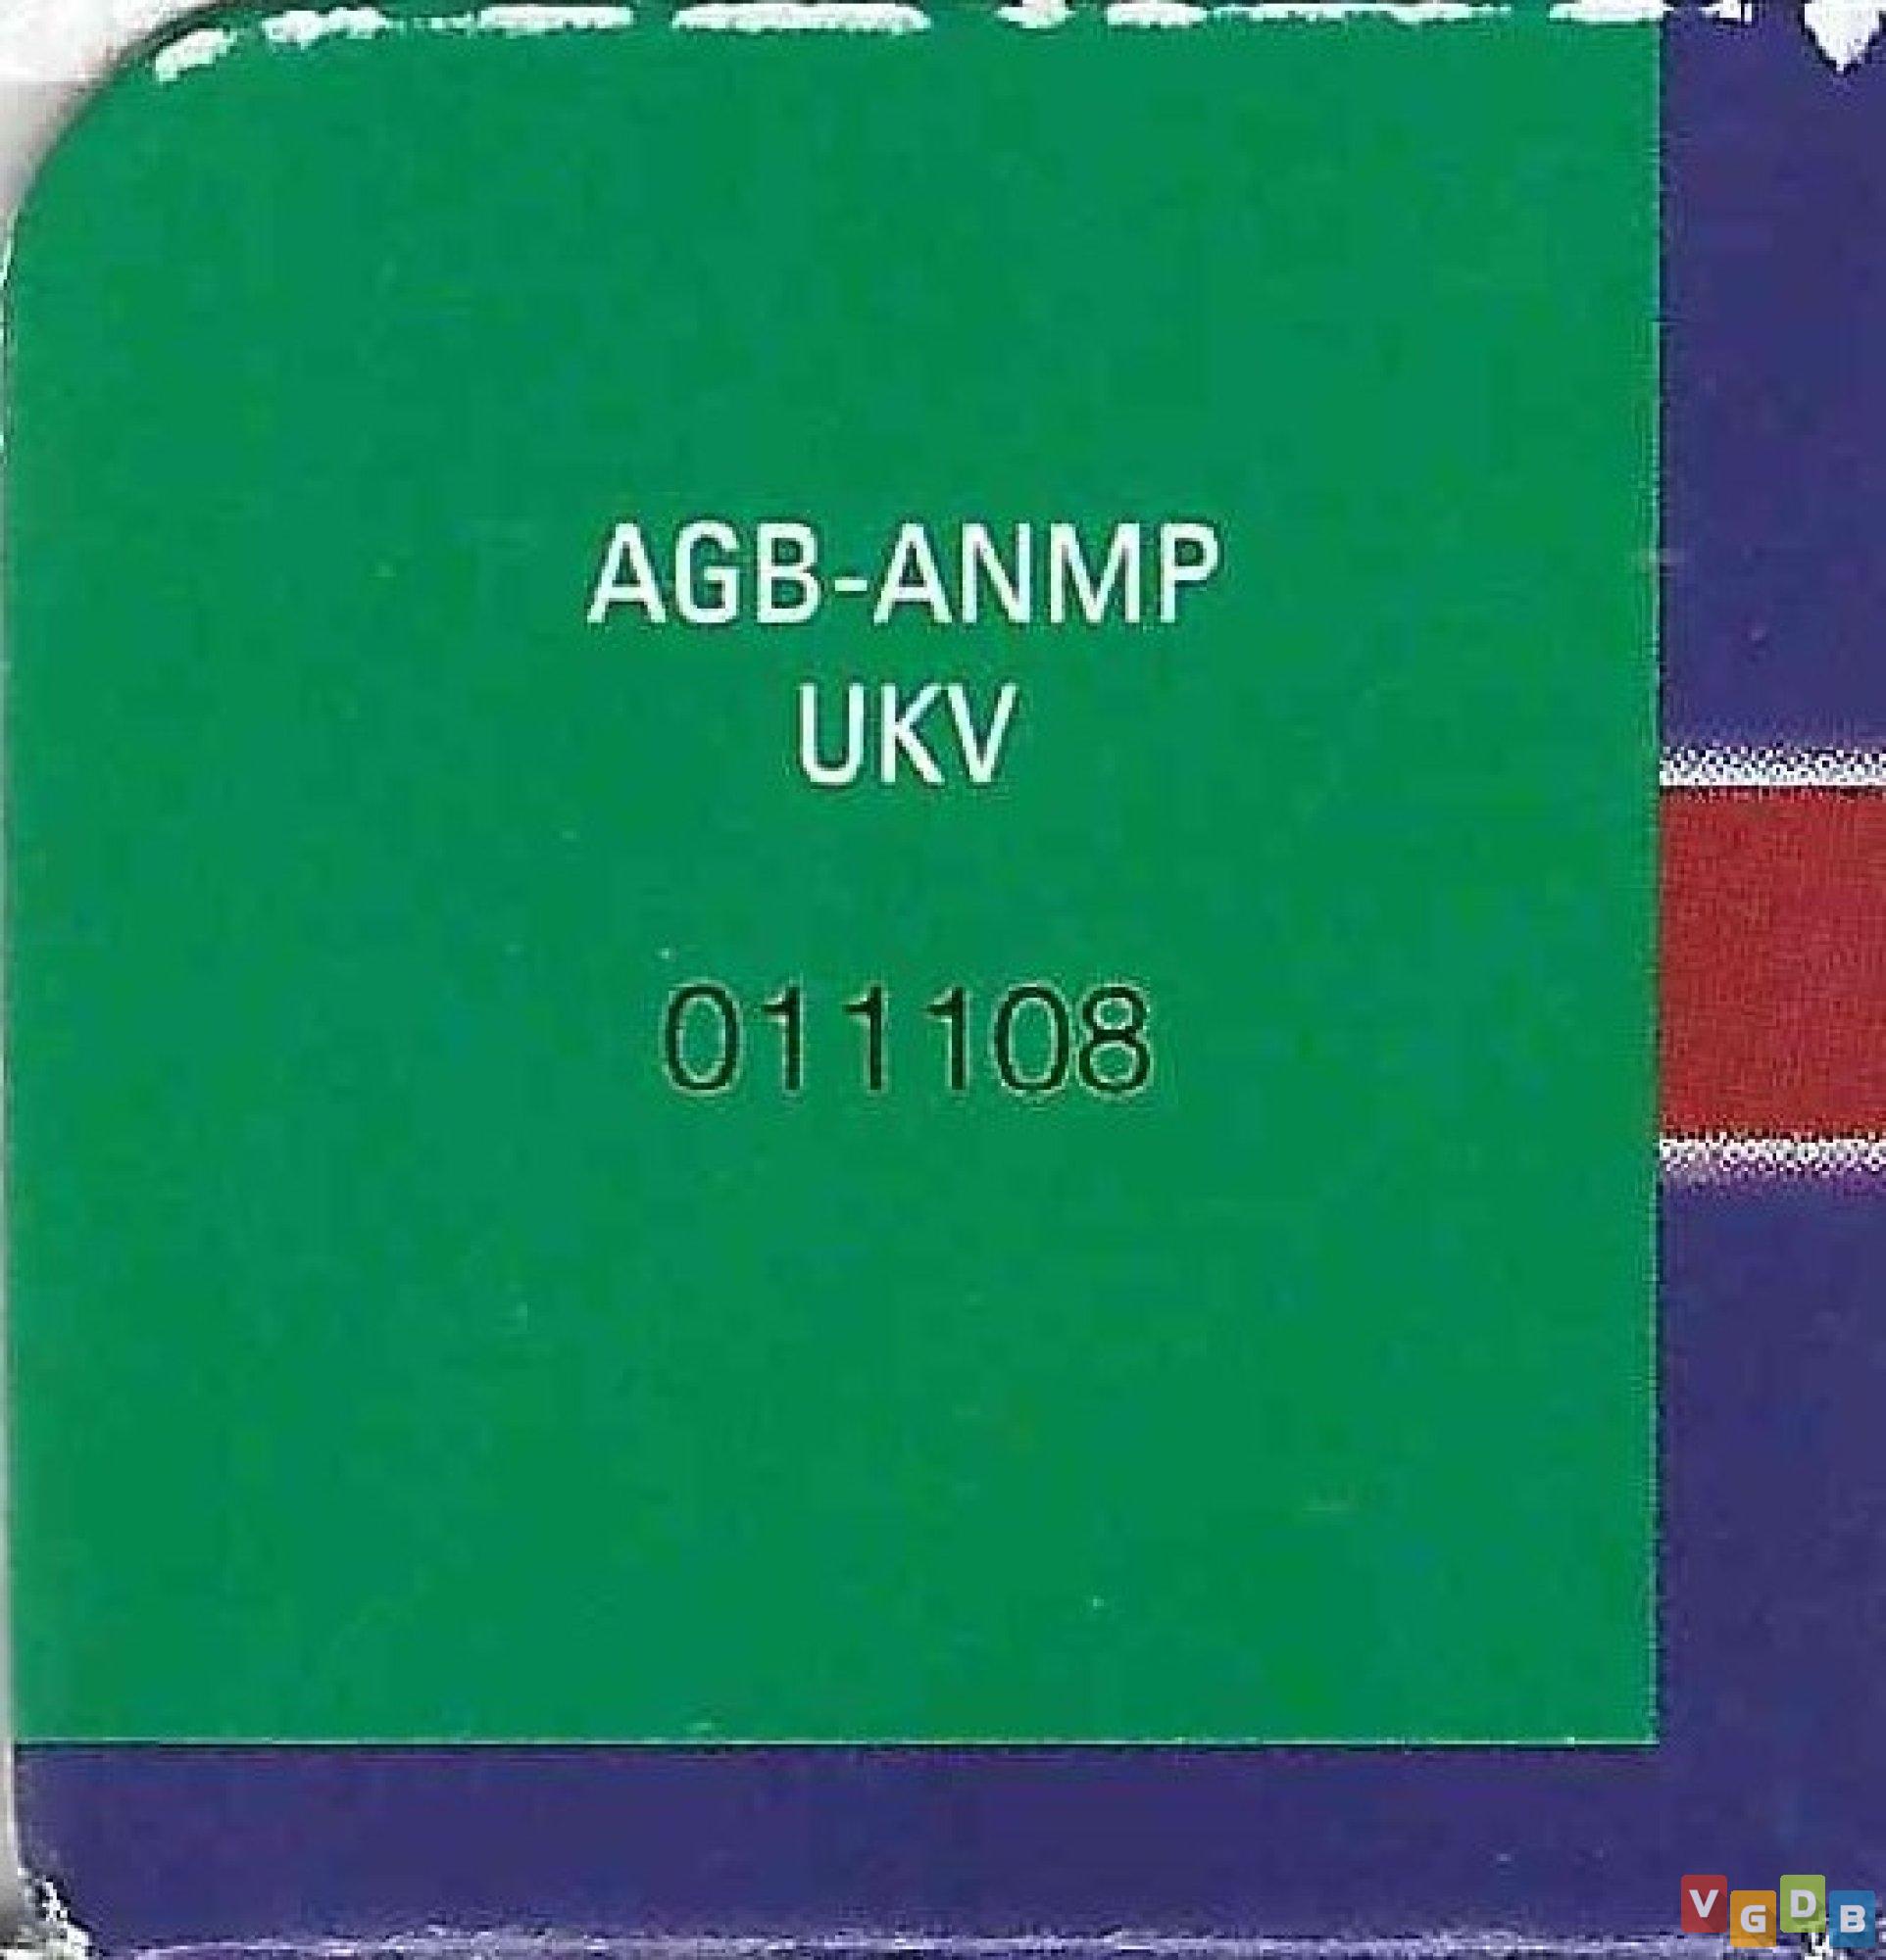 AGB-ANMP
UKV
011108
VGDB